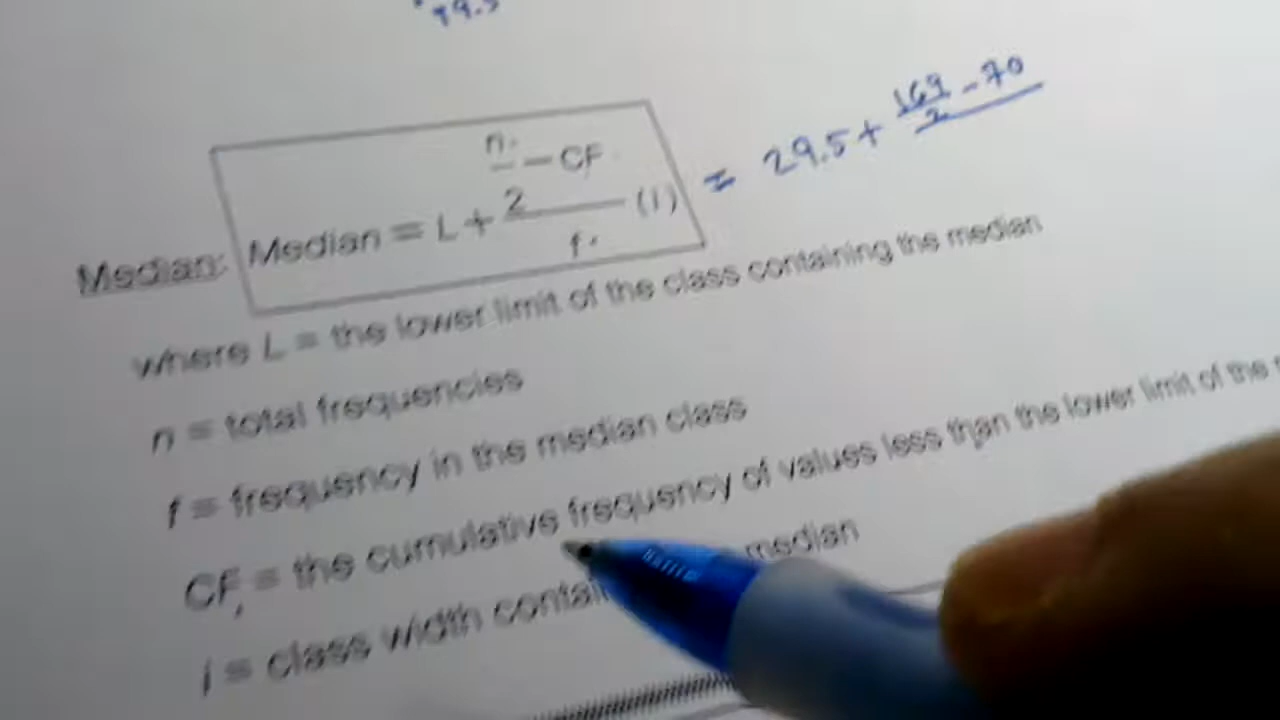 49.5
Median: Median = L + (n/2 − CF)/f (i) = 29.5 + 169/2 - 70
where L = the lower limit of the class containing the median
n = total frequencies
f = frequency in the median class
CF = the cumulative frequency of values less than the lower limit of the
i = class width median